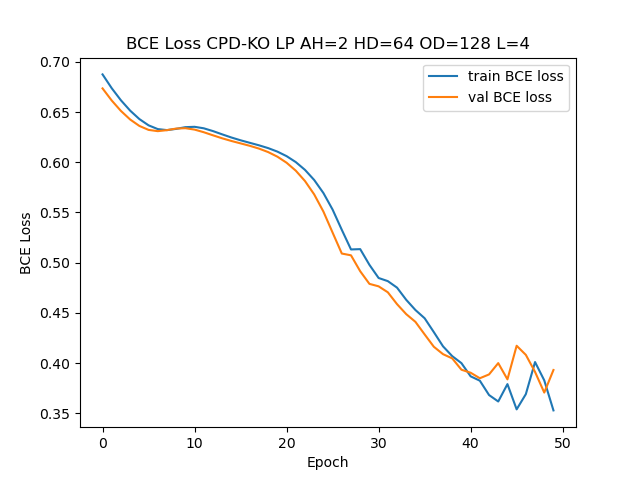 BCE Loss CPD-KO LP AH=2 HD=64 OD=128 L=4
train BCE loss
val BCE loss
0.70
0.65
0.60
0.55
0.50
0.45
0.40
0.35
BCE Loss
0 10 20 30 40 50
Epoch